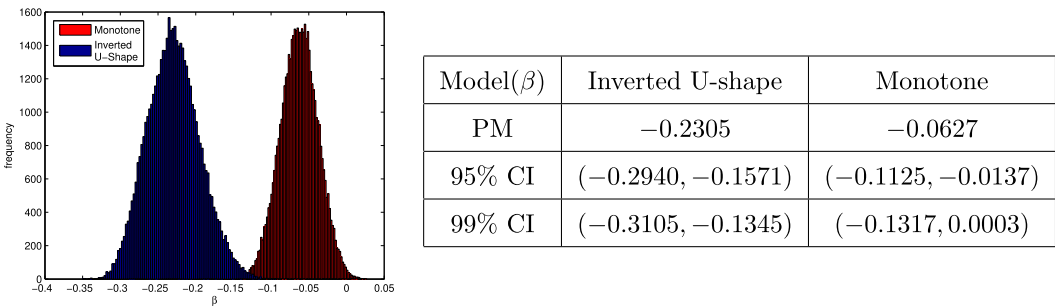 1600
1400
1200
1000
800
600
400
200
0
frequency
Monotone
Inverted
U−Shape
−0.4 −0.35 −0.3 −0.25 −0.2 −0.15 −0.1 −0.05 0 0.05
β
Model(β) Inverted U-shape Monotone
PM −0.2305 −0.0627
95% CI (−0.2940, −0.1571) (−0.1125, −0.0137)
99% CI (−0.3105, −0.1345) (−0.1317, 0.0003)